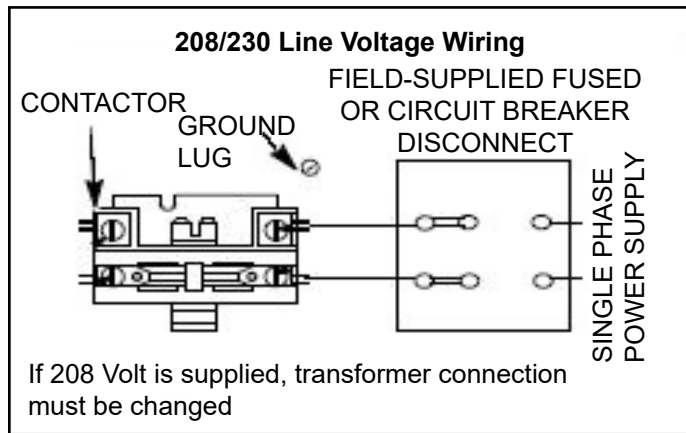 208/230 Line Voltage Wiring
CONTACTOR
GROUND
LUG
FIELD-SUPPLIED FUSED
OR CIRCUIT BREAKER
DISCONNECT
SINGLE PHASE
POWER SUPPLY
If 208 Volt is supplied, transformer connection
must be changed